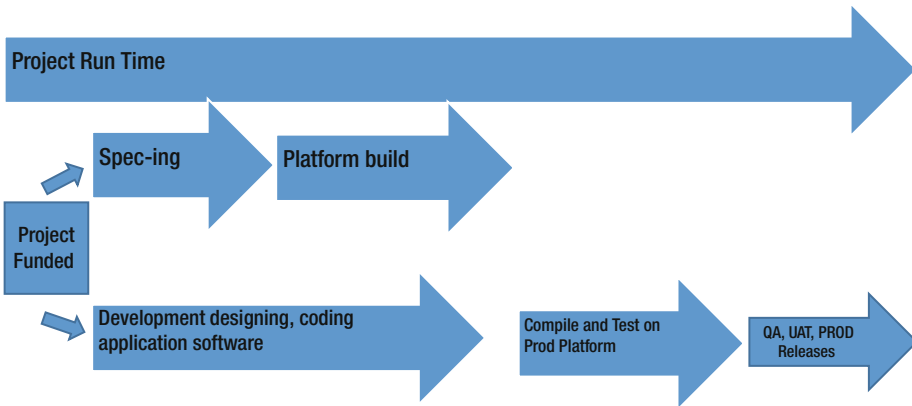 Project Run Time
Spec-ing
Platform build
Project
Funded
Development designing, coding
application software
Compile and Test on
Prod Platform
QA, UAT, PROD
Releases